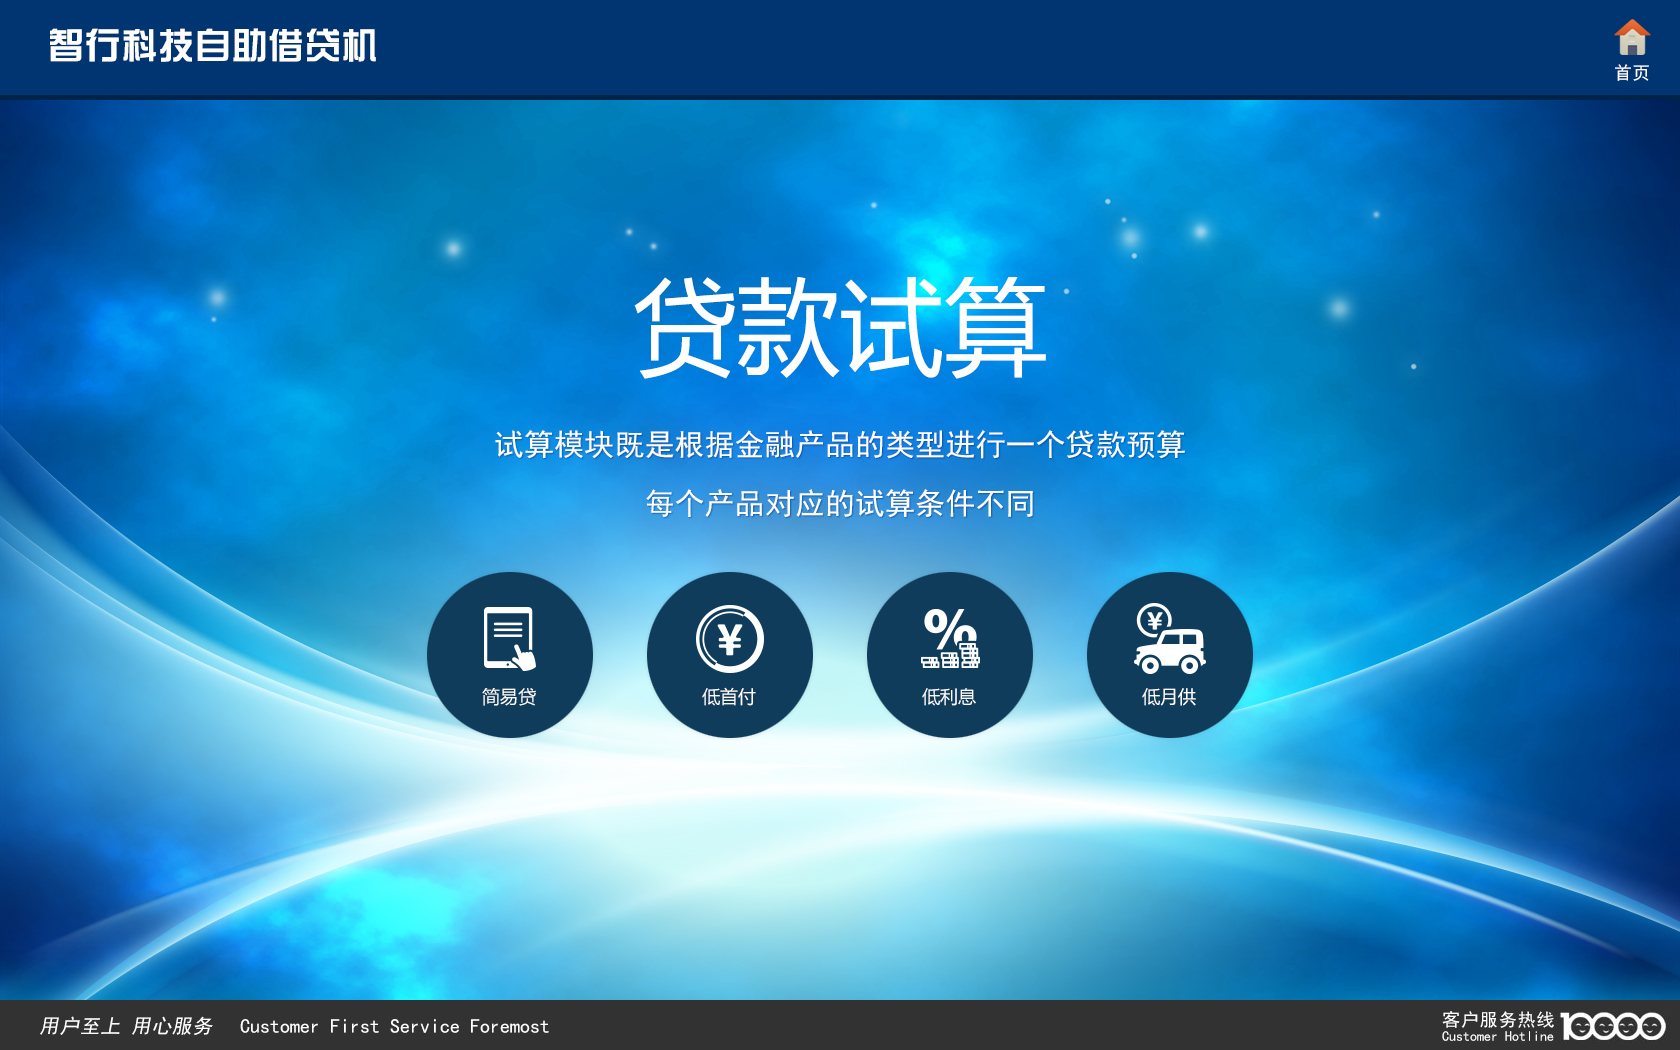 智行科技自助借贷机
首页
贷款试算
试算模块既是根据金融产品的类型进行一个贷款预算
每个产品对应的试算条件不同
¥
¥
%
简易贷
低首付
低利息
低月供
用户至上 用心服务 Customer First Service Foremost
客户服务热线
Customer Hotline
10000